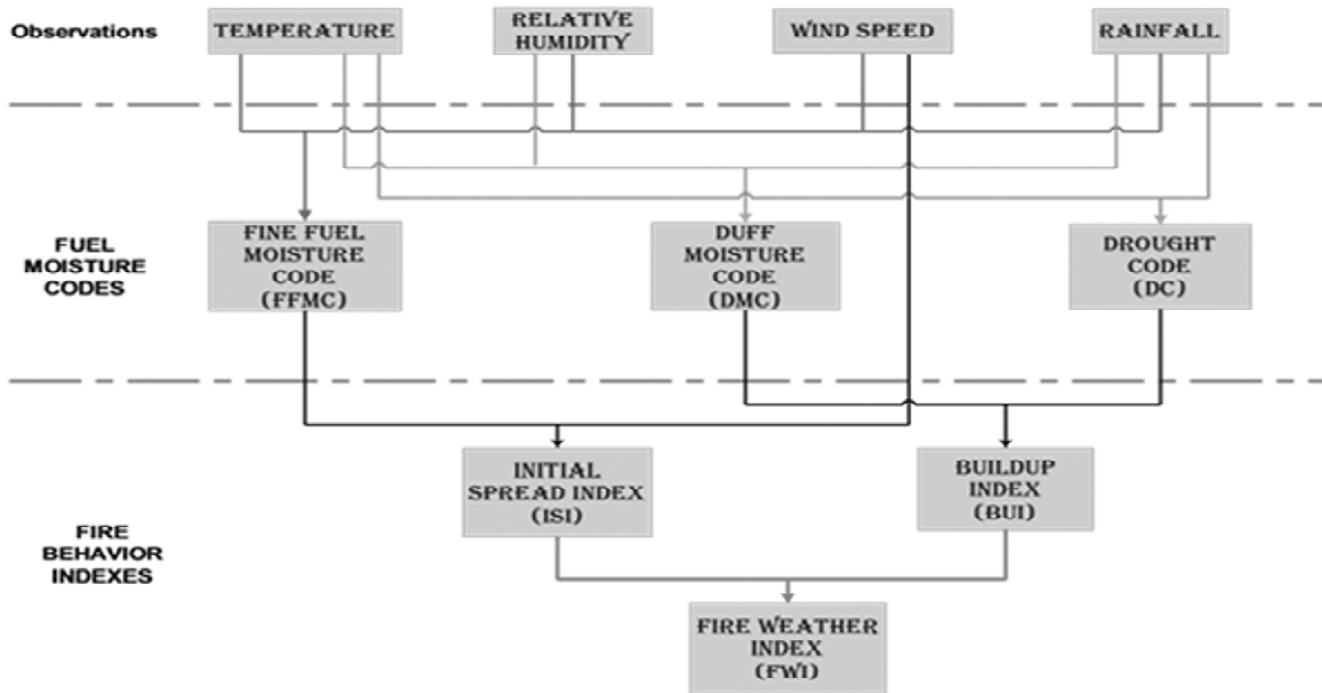 Observations
TEMPERATURE
RELATIVE
HUMIDITY
WIND SPEED
RAINFALL
FUEL
MOISTURE
CODES
FINE FUEL
MOISTURE
CODE
(FFMC)
DUFF
MOISTURE
CODE
(DMC)
DROUGHT
CODE
(DC)
FIRE
BEHAVIOR
INDEXES
INITIAL
SPREAD INDEX
(ISI)
BUILDUP
INDEX
(BUI)
FIRE WEATHER
INDEX
(FWI)